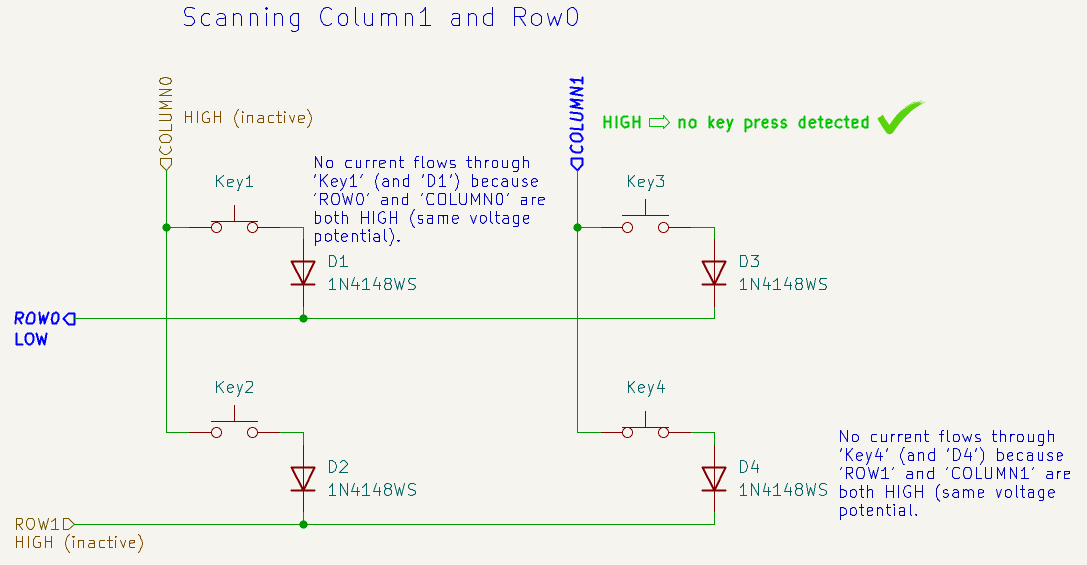 Scanning Column1 and Row0
COLUMN0
HIGH (inactive)
COLUMN1
HIGH ⇨ no key press detected
No current flows through
'Key1' (and 'D1') because
'ROW0' and 'COLUMN0' are
both HIGH (same voltage
potential).
Key1
Key3
D1
1N4148WS
D3
1N4148WS
ROW0
LOW
Key2
Key4
D2
1N4148WS
D4
1N4148WS
No current flows through
'Key4' (and 'D4') because
'ROW1' and 'COLUMN1' are
both HIGH (same voltage
potential.
ROW1
HIGH (inactive)